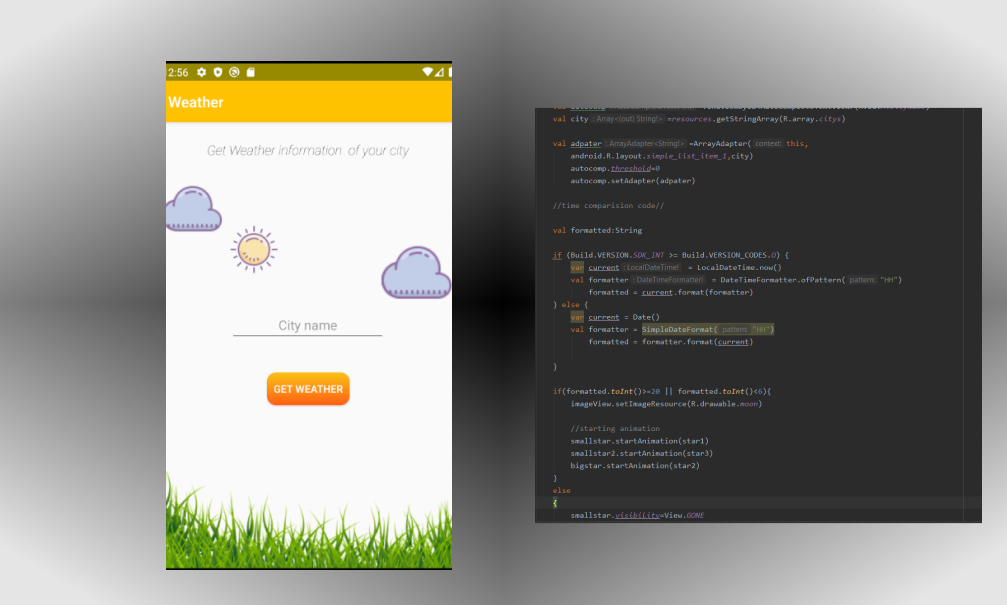 2:56
Weather
Get Weather information of your city
City name
GET WEATHER
val city : Array<(out) String!> =resources.getStringArray(R.array.citys)
val adpater : ArrayAdapter<String!> =ArrayAdapter( context: this,
android.R.layout.simple_list_item_1,city)
autocomp.threshold=0
autocomp.setAdapter(adpater)
//time comparision code//
val formatted:String
if (Build.VERSION.SDK_INT >= Build.VERSION_CODES.O) {
var current : LocalDateTime! = LocalDateTime.now()
val formatter : DateTimeFormatter! = DateTimeFormatter.ofPattern( pattern: "HH")
formatted = current.format(formatter)
} else {
var current = Date()
val formatter = SimpleDateFormat( pattern: "HH")
formatted = formatter.format(current)
}
if(formatted.toInt()>=20 || formatted.toInt()<6){
imageView.setImageResource(R.drawable.moon)
//starting animation
smallstar.startAnimation(star1)
smallstar2.startAnimation(star3)
bigstar.startAnimation(star2)
}
else
{
smallstar.visibility=View.GONE